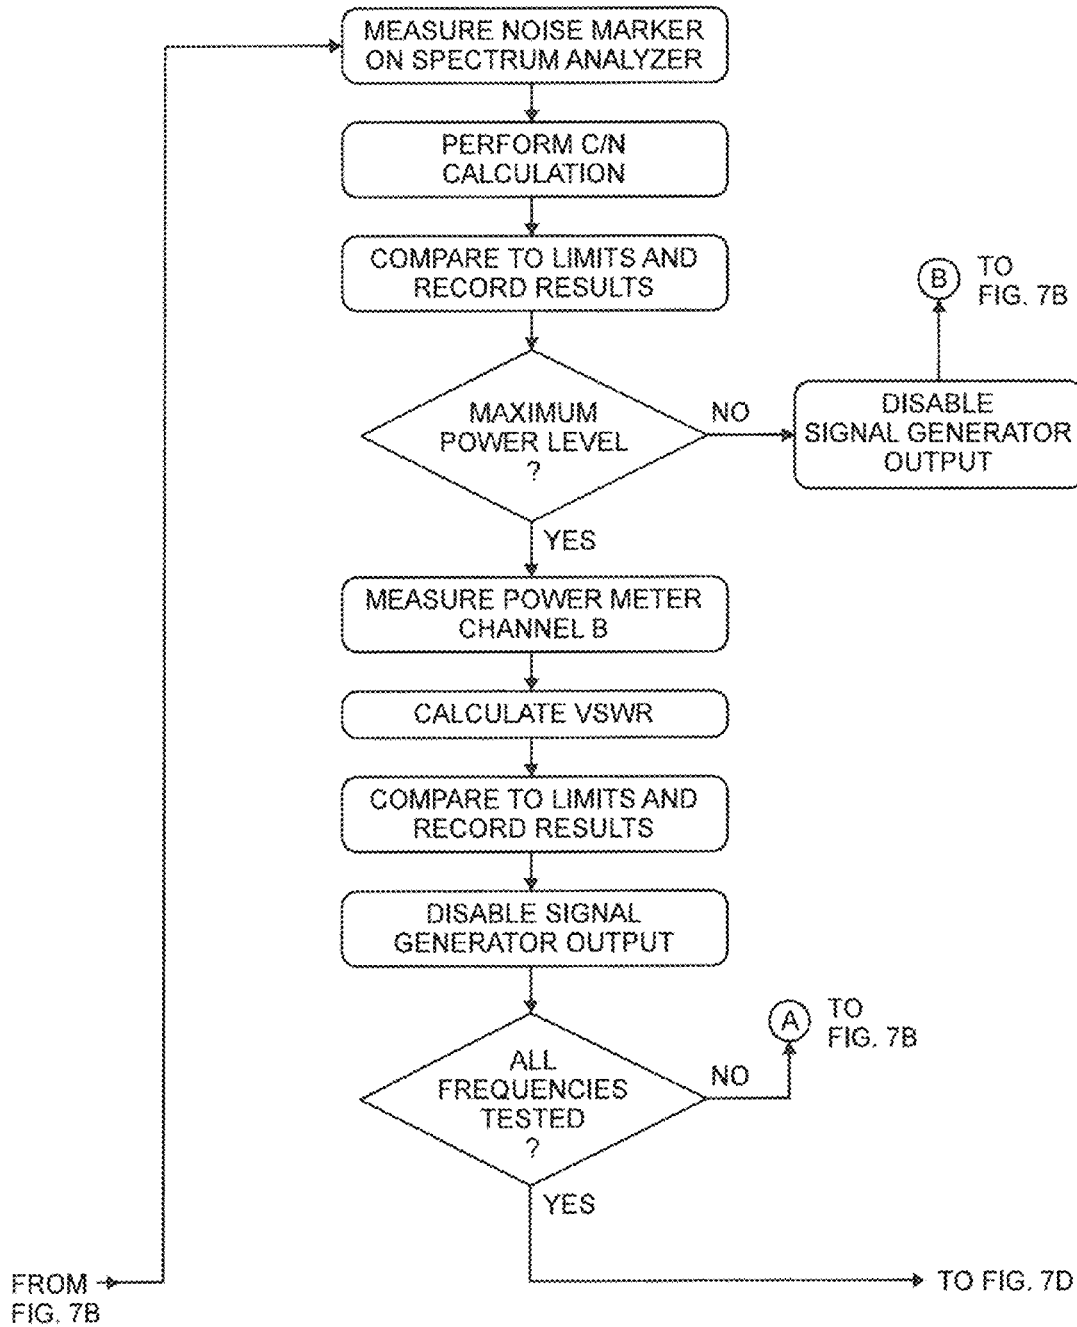 MEASURE NOISE MARKER
ON SPECTRUM ANALYZER
PERFORM C/N
CALCULATION
COMPARE TO LIMITS AND
RECORD RESULTS
B
TO
FIG. 7B
MAXIMUM
POWER LEVEL
?
NO
DISABLE
SIGNAL GENERATOR
OUTPUT
YES
MEASURE POWER METER
CHANNEL B
CALCULATE VSWR
COMPARE TO LIMITS AND
RECORD RESULTS
DISABLE SIGNAL
GENERATOR OUTPUT
A
TO
FIG. 7B
ALL
FREQUENCIES
TESTED
?
NO
YES
FROM
FIG. 7B
TO FIG. 7D